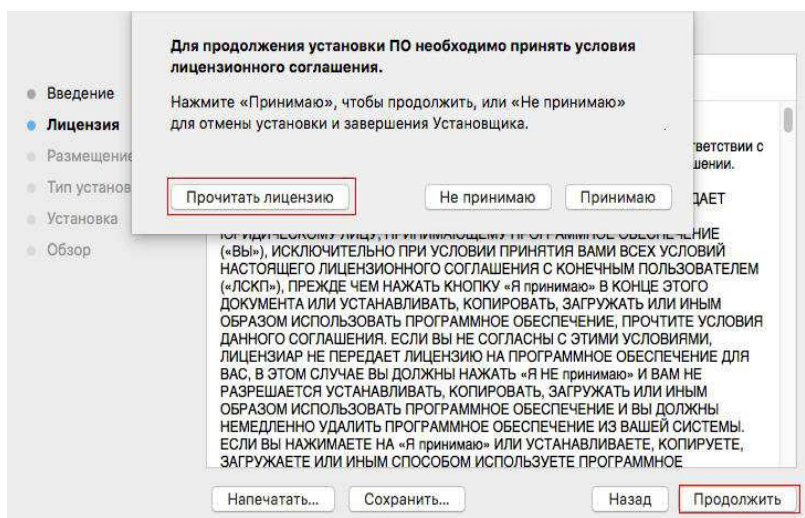 Для продолжения установки ПО необходимо принять условия
лицензионного соглашения.
Нажмите «Принимаю», чтобы продолжить, или «Не принимаю»
для отмены установки и завершения Установщика.
Прочитать лицензию
Не принимаю
Принимаю
Введение
Лицензия
Размещение
Тип установ
Установка
Обзор
тветствии с
шении.
ДАЕТ
ЮРИДИЧЕСКОМУ ЛИЦУ, ПРИНИМАЮЩЕМУ ПРОГРАММНОЕ ОБЕСПЕЧЕНИЕ
(«ВЫ»), ИСКЛЮЧИТЕЛЬНО ПРИ УСЛОВИИ ПРИНЯТИЯ ВАМИ ВСЕХ УСЛОВИЙ
НАСТОЯЩЕГО ЛИЦЕНЗИОННОГО СОГЛАШЕНИЯ С КОНЕЧНЫМ ПОЛЬЗОВАТЕЛЕМ
(«ЛСКП»), ПРЕЖДЕ ЧЕМ НАЖАТЬ КНОПКУ «Я принимаю» В КОНЦЕ ЭТОГО
ДОКУМЕНТА ИЛИ УСТАНАВЛИВАТЬ, КОПИРОВАТЬ, ЗАГРУЖАТЬ ИЛИ ИНЫМ
ОБРАЗОМ ИСПОЛЬЗОВАТЬ ПРОГРАММНОЕ ОБЕСПЕЧЕНИЕ, ПРОЧТИТЕ УСЛОВИЯ
ДАННОГО СОГЛАШЕНИЯ. ЕСЛИ ВЫ НЕ СОГЛАСНЫ С ЭТИМИ УСЛОВИЯМИ,
ЛИЦЕНЗИАР НЕ ПЕРЕДАЕТ ЛИЦЕНЗИЮ НА ПРОГРАММНОЕ ОБЕСПЕЧЕНИЕ ДЛЯ
ВАС, В ЭТОМ СЛУЧАЕ ВЫ ДОЛЖНЫ НАЖАТЬ «Я НЕ принимаю» И ВАМ НЕ
РАЗРЕШАЕТСЯ УСТАНАВЛИВАТЬ, КОПИРОВАТЬ, ЗАГРУЖАТЬ ИЛИ ИНЫМ
ОБРАЗОМ ИСПОЛЬЗОВАТЬ ПРОГРАММНОЕ ОБЕСПЕЧЕНИЕ И ВЫ ДОЛЖНЫ
НЕМЕДЛЕННО УДАЛИТЬ ПРОГРАММНОЕ ОБЕСПЕЧЕНИЕ ИЗ ВАШЕЙ СИСТЕМЫ.
ЕСЛИ ВЫ НАЖИМАЕТЕ НА «Я принимаю» ИЛИ УСТАНАВЛИВАЕТЕ, КОПИРУЕТЕ,
ЗАГРУЖАЕТЕ ИЛИ ИНЫМ СПОСОБОМ ИСПОЛЬЗУЕТЕ ПРОГРАММНОЕ
Напечатать...
Сохранить...
Назад
Продолжить